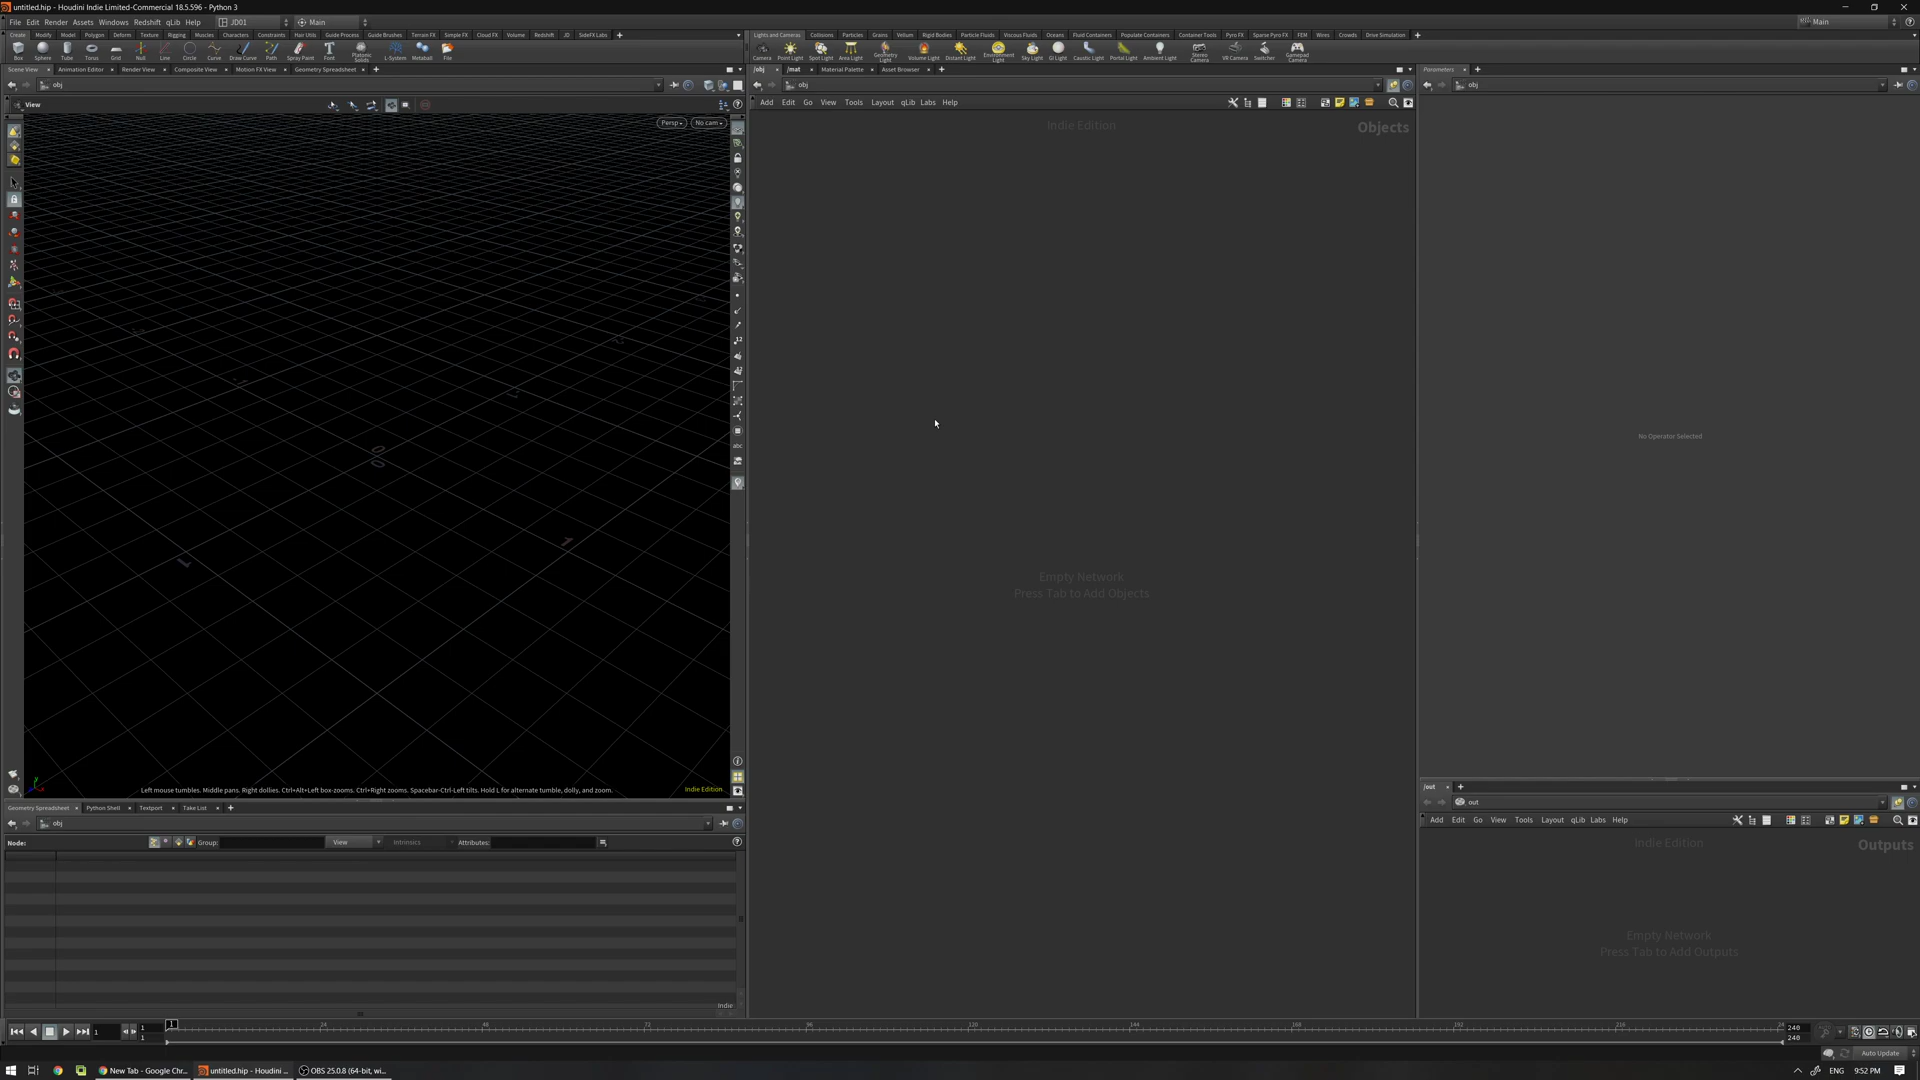 untitled.hip - Houdini Indie Limited-Commercial 18.5.596 - Python 3
File Edit Render Assets Windows Redshift qLib Help JD01 Main Main
Create Modify Model Polygon Deform Texture Rigging Muscles Characters Constraints Hair Utils Guide Process Guide Brushes Terrain FX Simple FX Cloud FX Volume Redshift JD SideFX Labs
Box Sphere Tube Torus Grid Null Line Circle Curve Draw Curve Path Spray Paint Font Platonic Solids L-System Metaball File
Lights and Cameras Collisions Particles Grains Vellum Rigid Bodies Particle Fluids Viscous Fluids Oceans Fluid Containers Populate Containers Container Tools Pyro FX Sparse Pyro FX FEM Wires Crowds Drive Simulation
Camera Point Light Spot Light Area Light Geometry Light Volume Light Distant Light Environment Light Sky Light GI Light Caustic Light Portal Light Ambient Light Stereo Camera VR Camera Switcher Gamepad Camera
Scene View Animation Editor Render View Composite View Motion FX View Geometry Spreadsheet
obj
View
Persp No cam
0
0
1
1
Left mouse tumbles. Middle pans. Right dollies. Ctrl+Alt+Left box-zooms. Ctrl+Right zooms. Spacebar-Ctrl-Left tilts. Hold L for alternate tumble, dolly, and zoom.
Indie Edition
/obj /mat Material Palette Asset Browser
obj
Add Edit Go View Tools Layout qLib Labs Help
Indie Edition
Objects
Empty Network
Press Tab to Add Objects
Parameters
obj
No Operator Selected
/out
out
Add Edit Go View Tools Layout qLib Labs Help
Indie Edition
Outputs
Empty Network
Press Tab to Add Outputs
Geometry Spreadsheet Python Shell Textport Take List
obj
Node: Group: View Intrinsics Attributes:
Indie
1 1 1 1 24 48 72 96 120 144 168 192 216 240 240
Auto Update
New Tab - Google Chr... untitled.hip - Houdini ... OBS 25.0.8 (64-bit, wi... ENG 9:52 PM